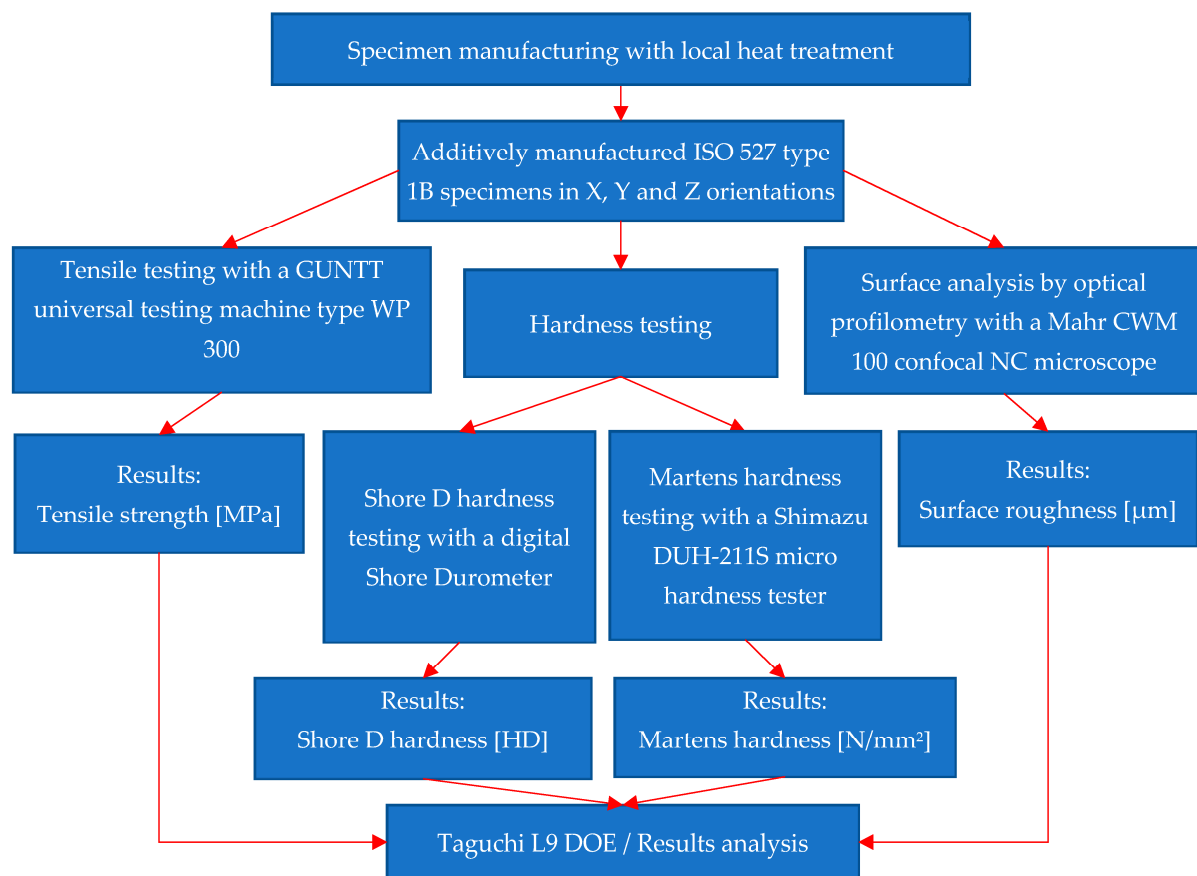 Specimen manufacturing with local heat treatment
Additively manufactured ISO 527 type
1B specimens in X, Y and Z orientations
Tensile testing with a GUNTT
universal testing machine type WP
300
Hardness testing
Surface analysis by optical
profilometry with a Mahr CWM
100 confocal NC microscope
Results:
Tensile strength [MPa]
Shore D hardness
testing with a digital
Shore Durometer
Martens hardness
testing with a Shimazu
DUH-211S micro
hardness tester
Results:
Surface roughness [µm]
Results:
Shore D hardness [HD]
Results:
Martens hardness [N/mm²]
Taguchi L9 DOE / Results analysis